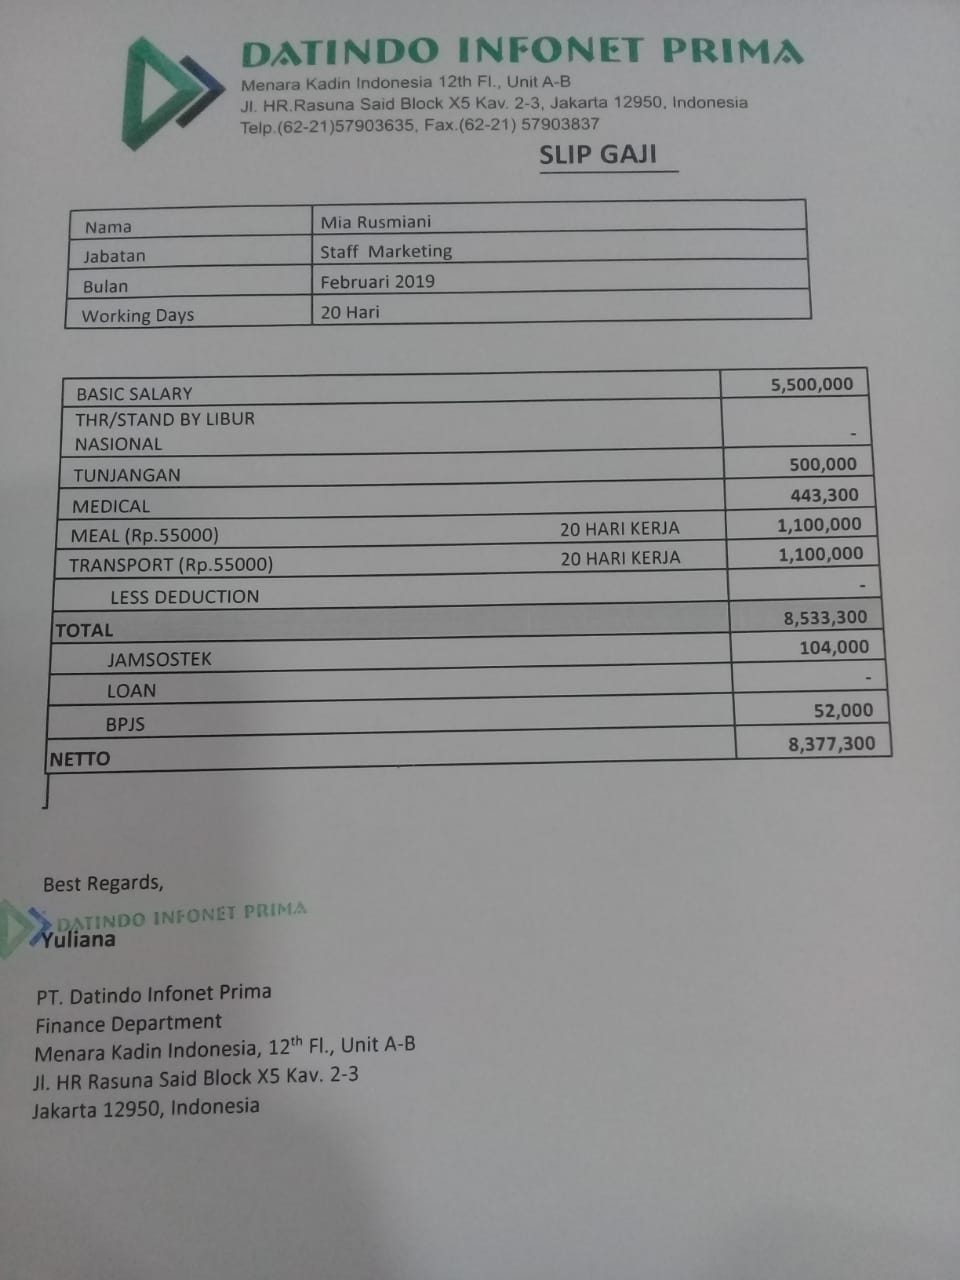 DATINDO INFONET PRIMA
Menara Kadin Indonesia 12th Fl., Unit A-B
Jl. HR.Rasuna Said Block X5 Kav. 2-3, Jakarta 12950, Indonesia
Telp.(62-21)57903635, Fax.(62-21) 57903837
SLIP GAJI
Nama Mia Rusmiani
Jabatan Staff Marketing
Bulan Februari 2019
Working Days 20 Hari
BASIC SALARY 5,500,000
THR/STAND BY LIBUR
NASIONAL -
TUNJANGAN 500,000
MEDICAL 443,300
MEAL (Rp.55000) 20 HARI KERJA 1,100,000
TRANSPORT (Rp.55000) 20 HARI KERJA 1,100,000
LESS DEDUCTION -
TOTAL 8,533,300
JAMSOSTEK 104,000
LOAN -
BPJS 52,000
NETTO 8,377,300
Best Regards,
DATINDO INFONET PRIMA
Yuliana
PT. Datindo Infonet Prima
Finance Department
Menara Kadin Indonesia, 12th Fl., Unit A-B
Jl. HR Rasuna Said Block X5 Kav. 2-3
Jakarta 12950, Indonesia